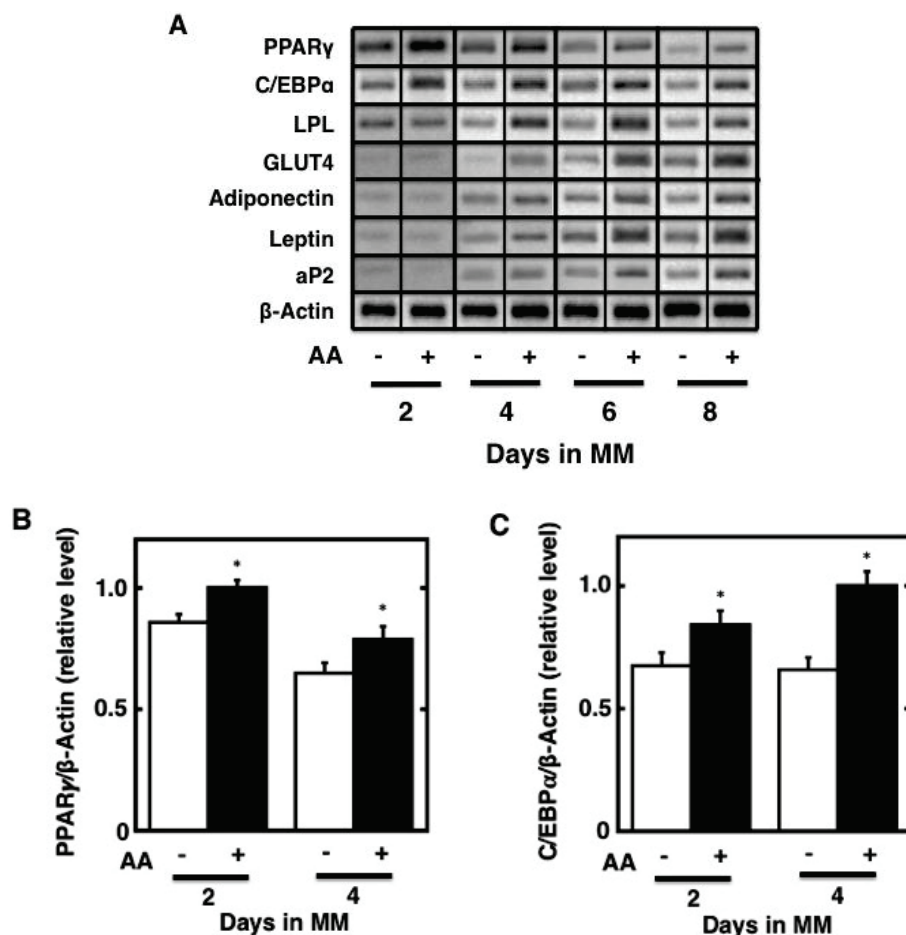 A
PPARγ
C/EBPα
LPL
GLUT4
Adiponectin
Leptin
aP2
β-Actin
AA - + - + - + - +
2 4 6 8
Days in MM
B
PPARγ/β-Actin (relative level)
1.0
0.5
0
* *
AA - + - +
2 4
Days in MM
C
C/EBPα/β-Actin (relative level)
1.0
0.5
0
* *
AA - + - +
2 4
Days in MM